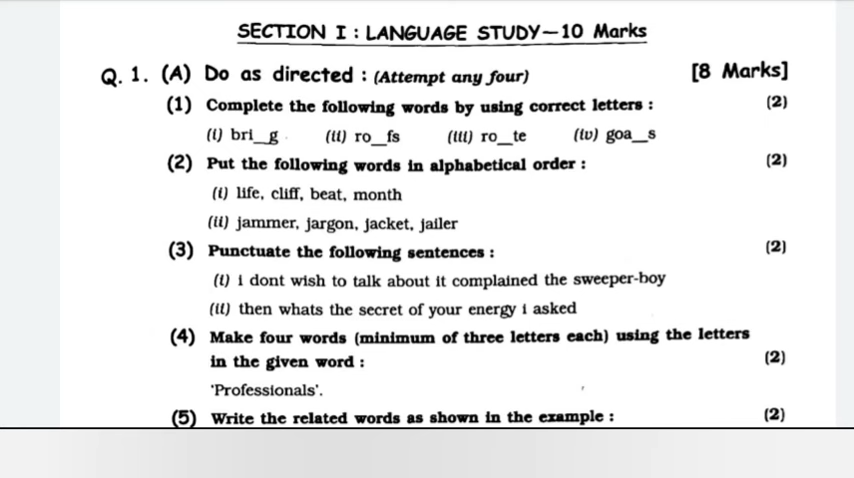 SECTION I : LANGUAGE STUDY—10 Marks
Q. 1. (A) Do as directed : (Attempt any four) [8 Marks]
(1) Complete the following words by using correct letters : (2)
(i) bri_g (ii) ro_fs (iii) ro_te (iv) goa_s
(2) Put the following words in alphabetical order : (2)
(i) life, cliff, beat, month
(ii) jammer, jargon, jacket, jailer
(3) Punctuate the following sentences : (2)
(i) i dont wish to talk about it complained the sweeper-boy
(ii) then whats the secret of your energy i asked
(4) Make four words (minimum of three letters each) using the letters
in the given word : (2)
'Professionals'.
(5) Write the related words as shown in the example : (2)